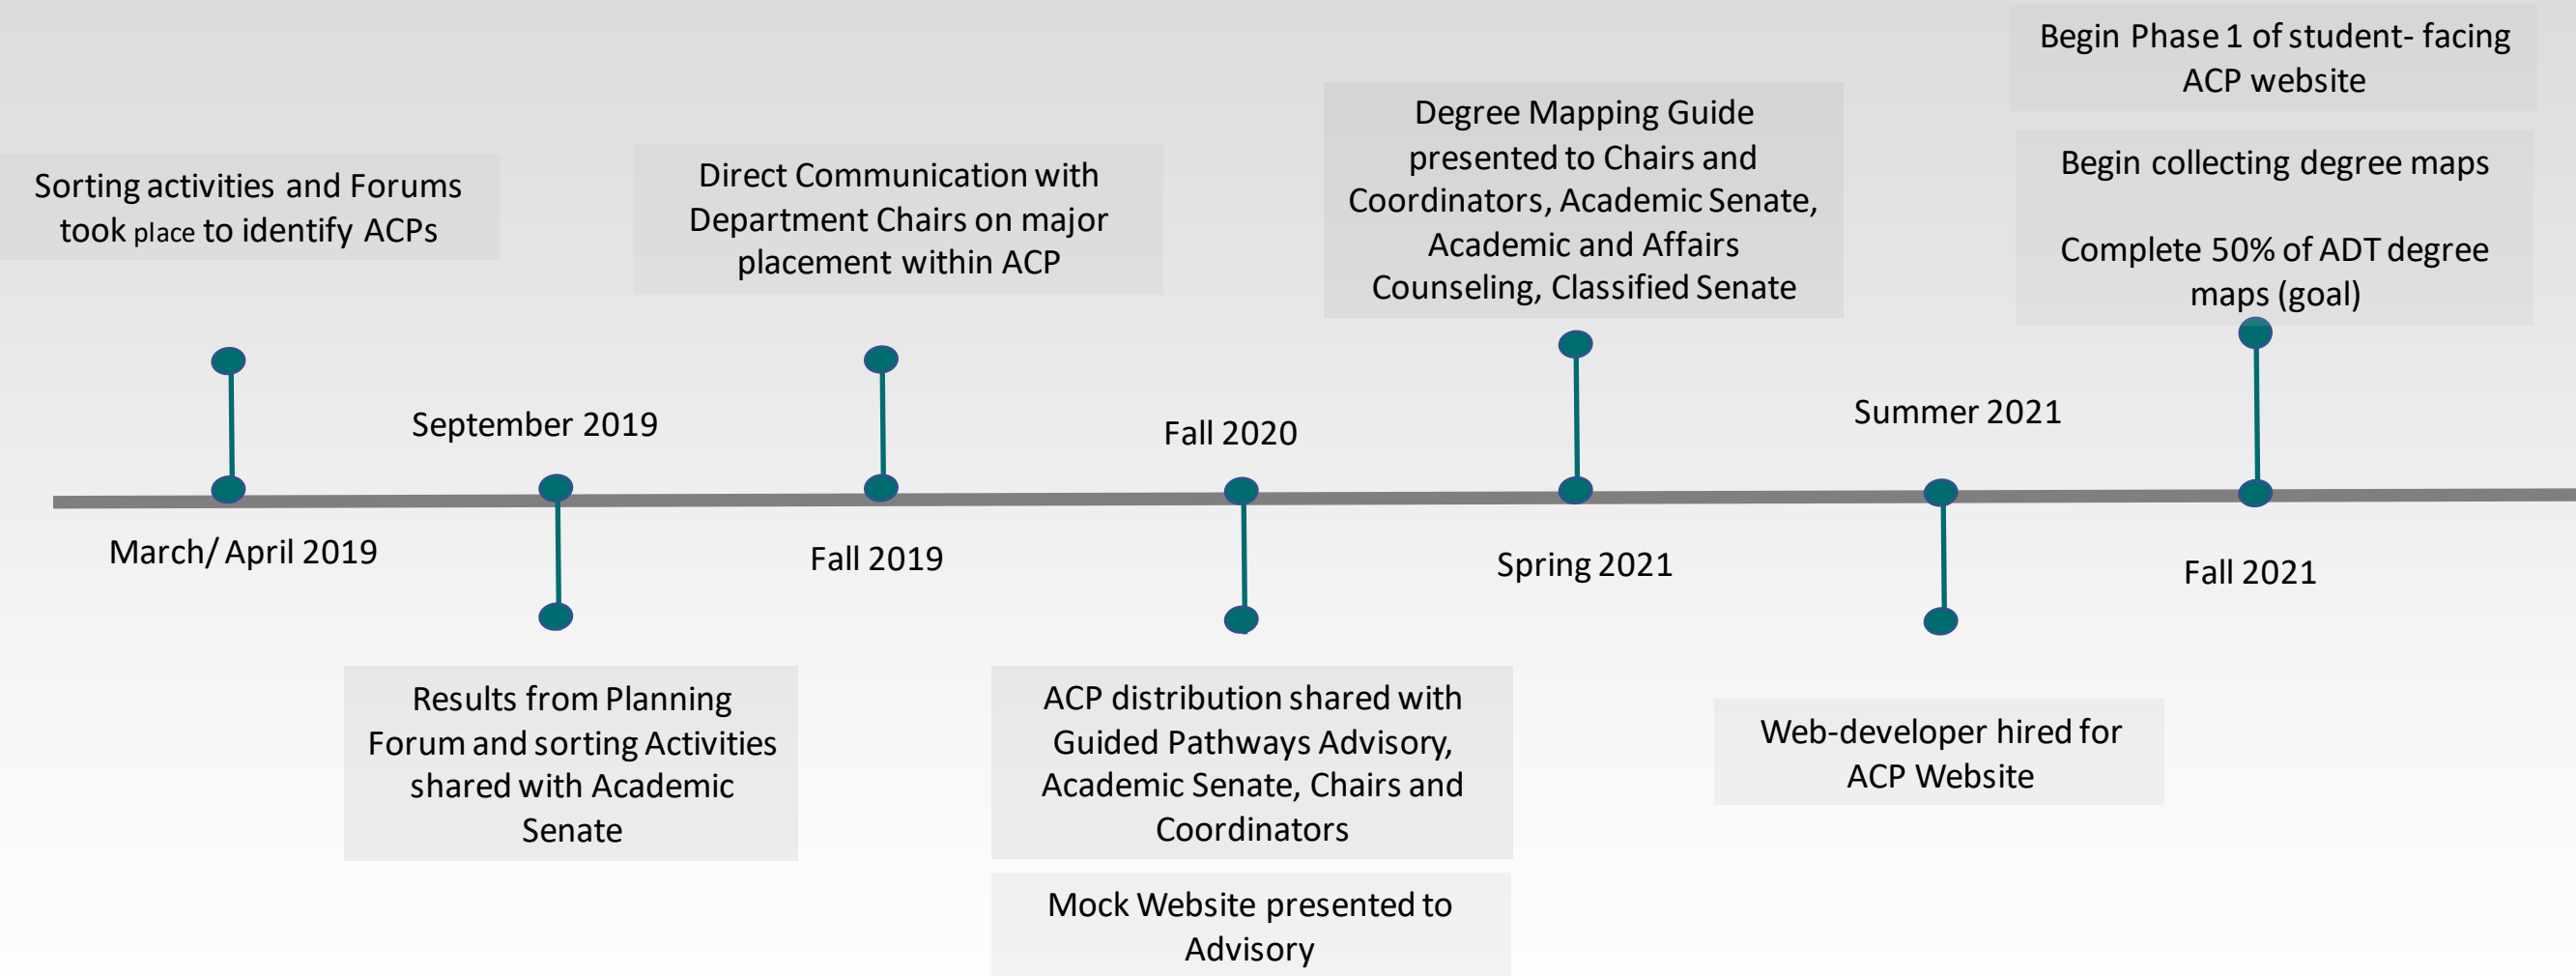 Sorting activities and Forums
took place to identify ACPs
March/ April 2019
September 2019
Results from Planning
Forum and sorting Activities
shared with Academic
Senate
Direct Communication with
Department Chairs on major
placement within ACP
Fall 2019
Fall 2020
ACP distribution shared with
Guided Pathways Advisory,
Academic Senate, Chairs and
Coordinators
Mock Website presented to
Advisory
Degree Mapping Guide
presented to Chairs and
Coordinators, Academic Senate,
Academic and Affairs
Counseling, Classified Senate
Spring 2021
Summer 2021
Web-developer hired for
ACP Website
Begin Phase 1 of student- facing
ACP website
Begin collecting degree maps
Complete 50% of ADT degree
maps (goal)
Fall 2021